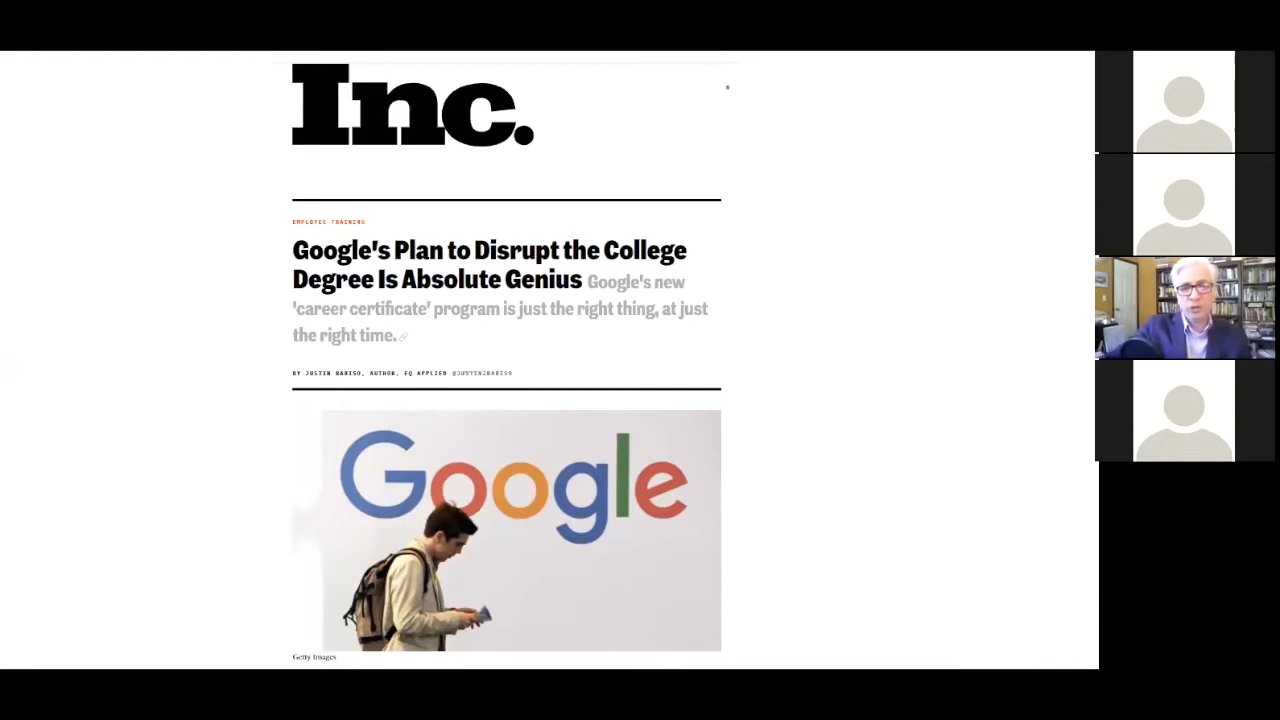 Inc.
EMPLOYEE TRAINING
Google's Plan to Disrupt the College
Degree Is Absolute Genius Google's new
'career certificate' program is just the right thing, at just
the right time.
BY JUSTIN BARISO, AUTHOR, EQ APPLIED @JUSTINJBARISO
Google
Getty Images